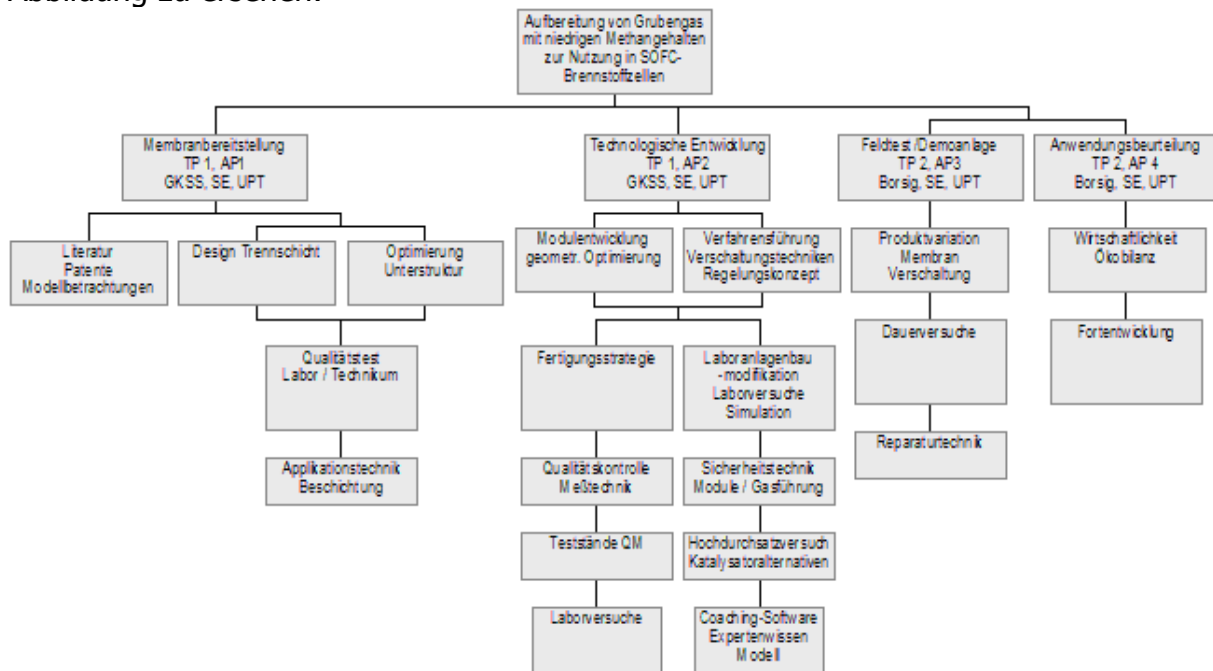 Aufbereitung von Grubengas
mit niedrigen Methangehalten
zur Nutzung in SOFC-
Brennstoffzellen
Membranbereitstellung
TP 1, AP1
GKSS, SE, UPT
Technologische Entwicklung
TP 1, AP2
GKSS, SE, UPT
Feldtest /Demoanlage
TP 2, AP3
Borsig, SE, UPT
Anwendungsbeurteilung
TP 2, AP 4
Borsig, SE, UPT
Literatur
Patente
Modellbetrachtungen
Design Trennschicht
Optimierung
Unterstruktur
Modulentwicklung
geometr. Optimierung
Verfahrensführung
Verschaltungstechniken
Regelungskonzept
Produktvariation
Membran
Verschaltung
Wirtschaftlichkeit
Ökobilanz
Qualitätstest
Labor / Technikum
Fertigungsstrategie
Laboranlagenbau
-modifikation
Laborversuche
Simulation
Dauerversuche
Fortentwicklung
Applikationstechnik
Beschichtung
Qualitätskontrolle
Meßtechnik
Sicherheitstechnik
Module / Gasführung
Reparaturtechnik
Teststände QM
Hochdurchsatzversuch
Katalysatoralternativen
Laborversuche
Coaching-Software
Expertenwissen
Modell